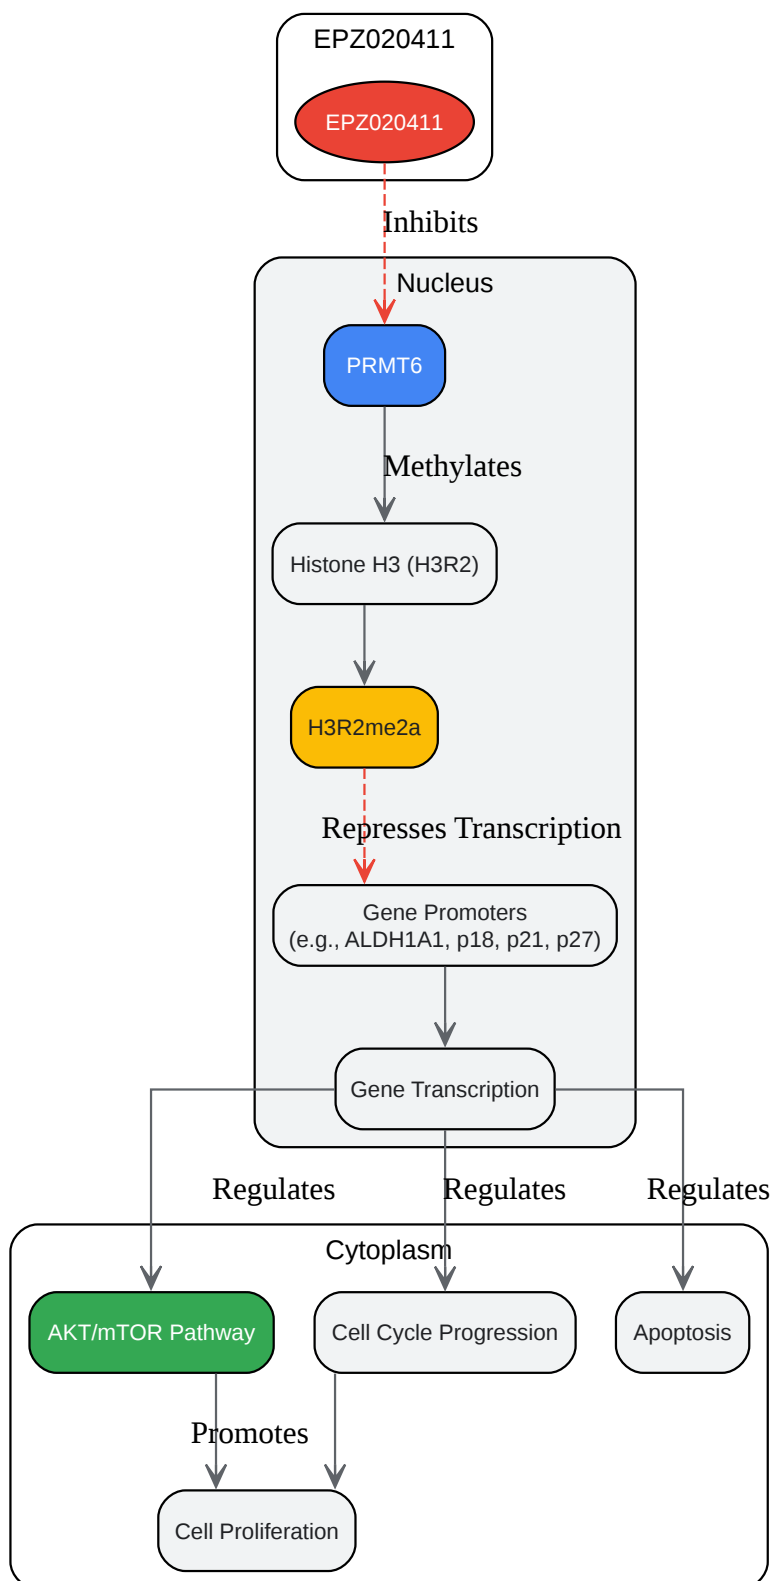 EPZ020411
EPZ020411
Inhibits
Nucleus
PRMT6
Methylates
Histone H3 (H3R2)
H3R2me2a
Represses Transcription
Gene Promoters
(e.g., ALDH1A1, p18, p21, p27)
Gene Transcription
Regulates
Regulates
Regulates
Cytoplasm
AKT/mTOR Pathway
Cell Cycle Progression
Apoptosis
Promotes
Cell Proliferation